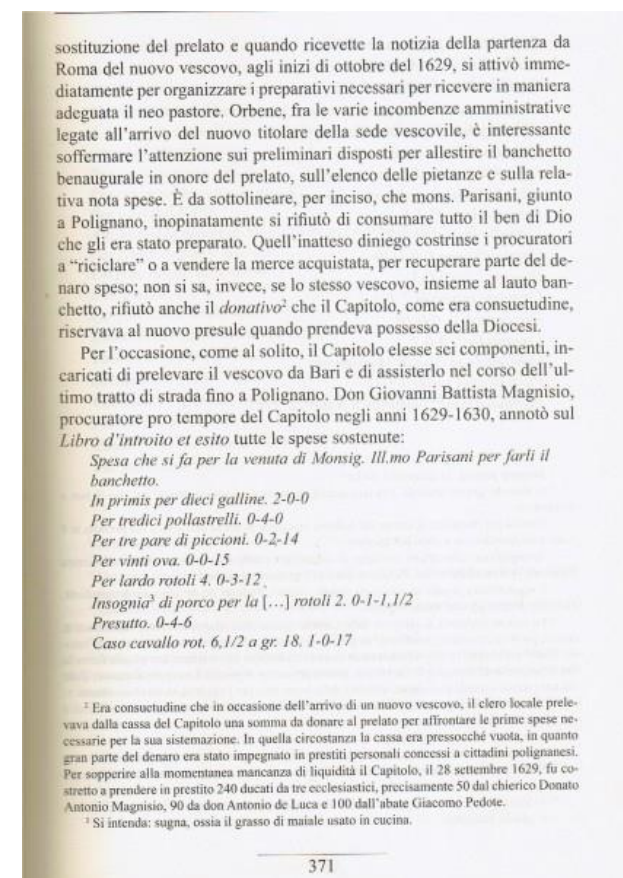 sostituzione del prelato e quando ricevette la notizia della partenza da
Roma del nuovo vescovo, agli inizi di ottobre del 1629, si attivò imme-
diatamente per organizzare i preparativi necessari per ricevere in maniera
adeguata il neo pastore. Orbene, fra le varie incombenze amministrative
legate all'arrivo del nuovo titolare della sede vescovile, è interessante
soffermare l'attenzione sui preliminari disposti per allestire il banchetto
benaugurale in onore del prelato, sull'elenco delle pietanze e sulla rela-
tiva nota spese. È da sottolineare, per inciso, che mons. Parisani, giunto
a Polignano, inopinatamente si rifiutò di consumare tutto il ben di Dio
che gli era stato preparato. Quell'inatteso diniego costrinse i procuratori
a “riciclare” o a vendere la merce acquistata, per recuperare parte del de-
naro speso; non si sa, invece, se lo stesso vescovo, insieme al lauto ban-
chetto, rifiutò anche il donativo² che il Capitolo, come era consuetudine,
riservava al nuovo presule quando prendeva possesso della Diocesi.
Per l'occasione, come al solito, il Capitolo elesse sei componenti, in-
caricati di prelevare il vescovo da Bari e di assisterlo nel corso dell'ul-
timo tratto di strada fino a Polignano. Don Giovanni Battista Magnisio,
procuratore pro tempore del Capitolo negli anni 1629-1630, annotò sul
Libro d'introito et esito tutte le spese sostenute:
Spesa che si fa per la venuta di Monsig. Ill.mo Parisani per farli il
banchetto.
In primis per dieci galline. 2-0-0
Per tredici pollastrelli. 0-4-0
Per tre pare di piccioni. 0-2-14
Per vinti ova. 0-0-15
Per lardo rotoli 4. 0-3-12
Insognia³ di porco per la […] rotoli 2. 0-1-1,1/2
Presutto. 0-4-6
Caso cavallo rot. 6,1/2 a gr. 18. 1-0-17
² Era consuetudine che in occasione dell'arrivo di un nuovo vescovo, il clero locale prele-
vava dalla cassa del Capitolo una somma da donare al prelato per affrontare le prime spese ne-
cessarie per la sua sistemazione. In quella circostanza la cassa era pressocché vuota, in quanto
gran parte del denaro era stato impegnato in prestiti personali concessi a cittadini polignanesi.
Per sopperire alla momentanea mancanza di liquidità il Capitolo, il 28 settembre 1629, fu co-
stretto a prendere in prestito 240 ducati da tre ecclesiastici, precisamente 50 dal chierico Donato
Antonio Magnisio, 90 da don Antonio de Luca e 100 dall'abate Giacomo Pedote.
³ Si intenda: sugna, ossia il grasso di maiale usato in cucina.
371